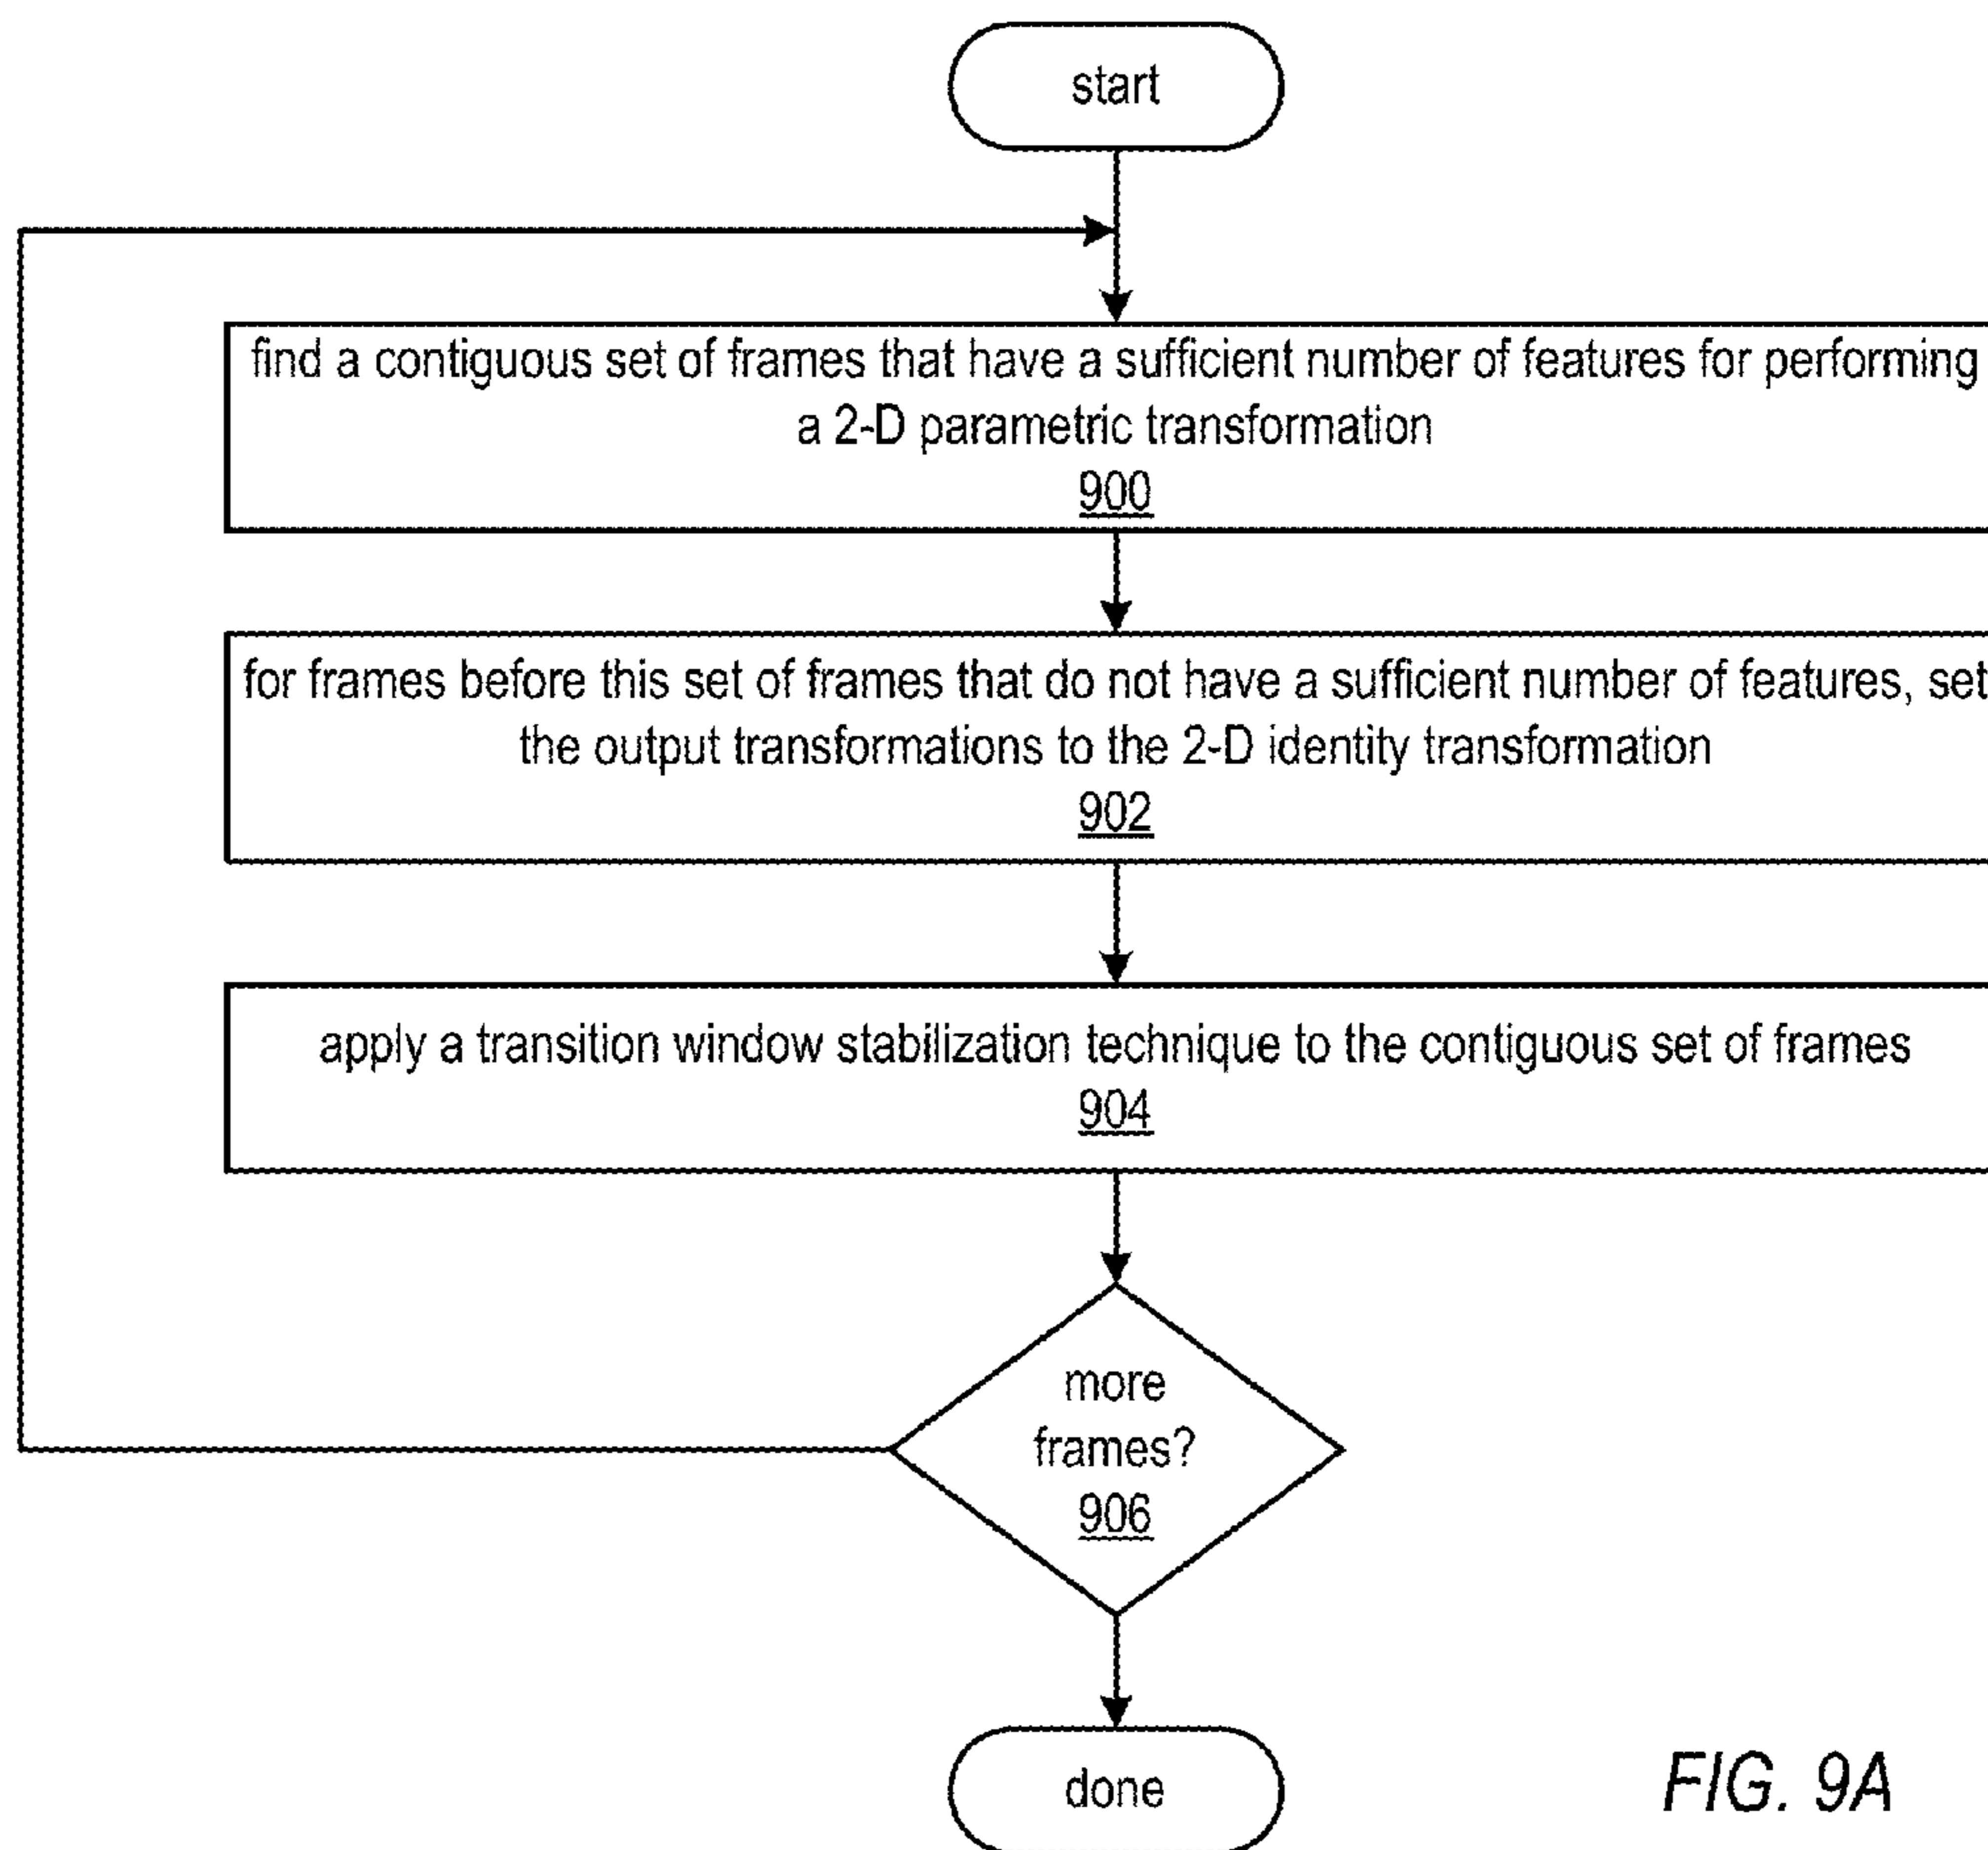 start
find a contiguous set of frames that have a sufficient number of features for performing
a 2-D parametric transformation
900
for frames before this set of frames that do not have a sufficient number of features, set
the output transformations to the 2-D identity transformation
902
apply a transition window stabilization technique to the contiguous set of frames
904
more
frames?
906
done
FIG. 9A